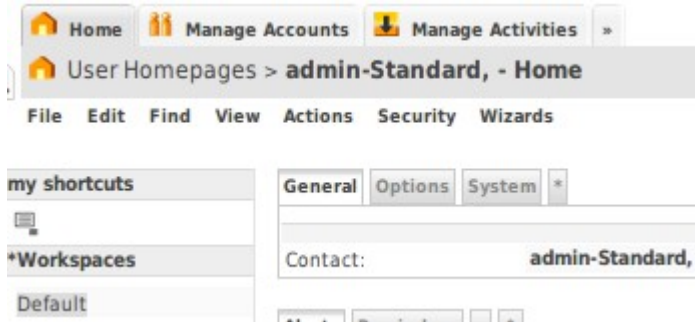 Home Manage Accounts Manage Activities »
User Homepages > admin-Standard, - Home
File Edit Find View Actions Security Wizards
my shortcuts
General Options System *
*Workspaces
Contact: admin-Standard,
Default